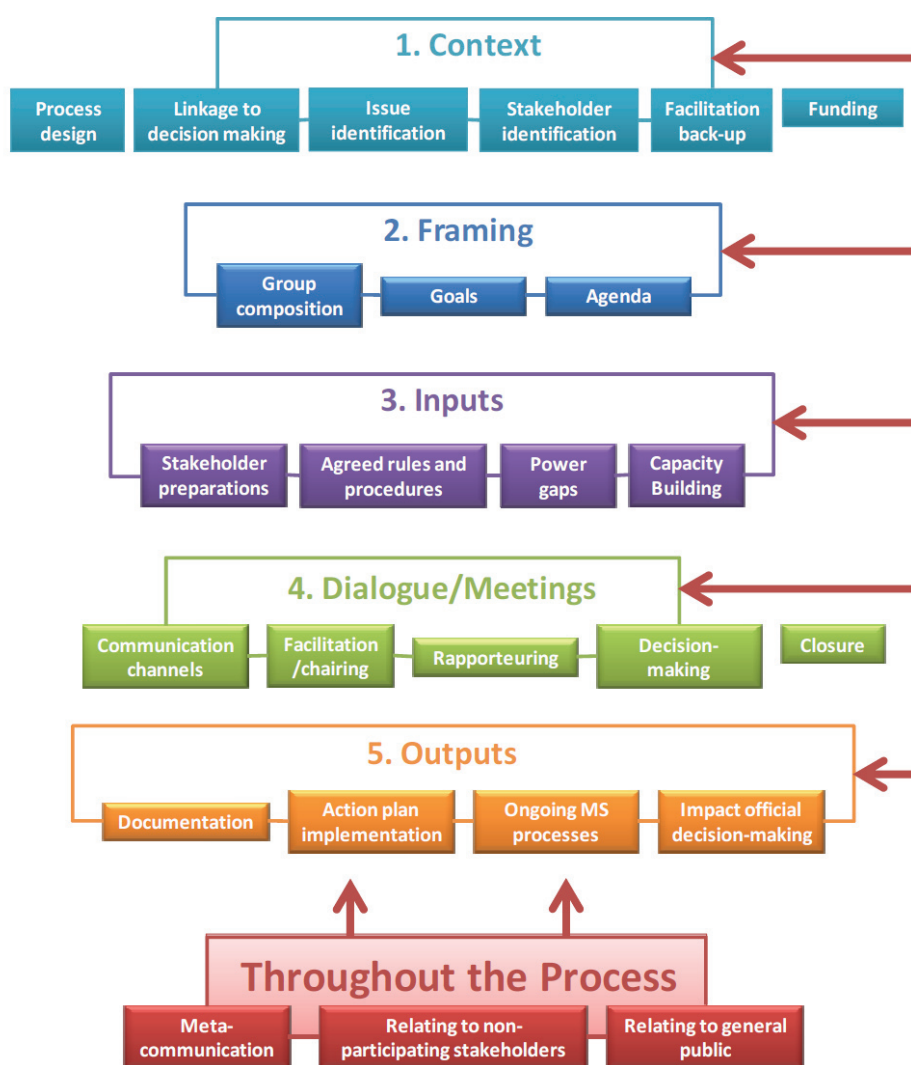 1. Context
Process
design
Linkage to
decision making
Issue
identification
Stakeholder
identification
Facilitation
back-up
Funding
2. Framing
Group
composition
Goals
Agenda
3. Inputs
Stakeholder
preparations
Agreed rules and
procedures
Power
gaps
Capacity
Building
4. Dialogue/Meetings
Communication
channels
Facilitation
/chairing
Rapporteuring
Decision-
making
Closure
5. Outputs
Documentation
Action plan
implementation
Ongoing MS
processes
Impact official
decision-making
Throughout the Process
Meta-
communication
Relating to non-
participating stakeholders
Relating to general
public